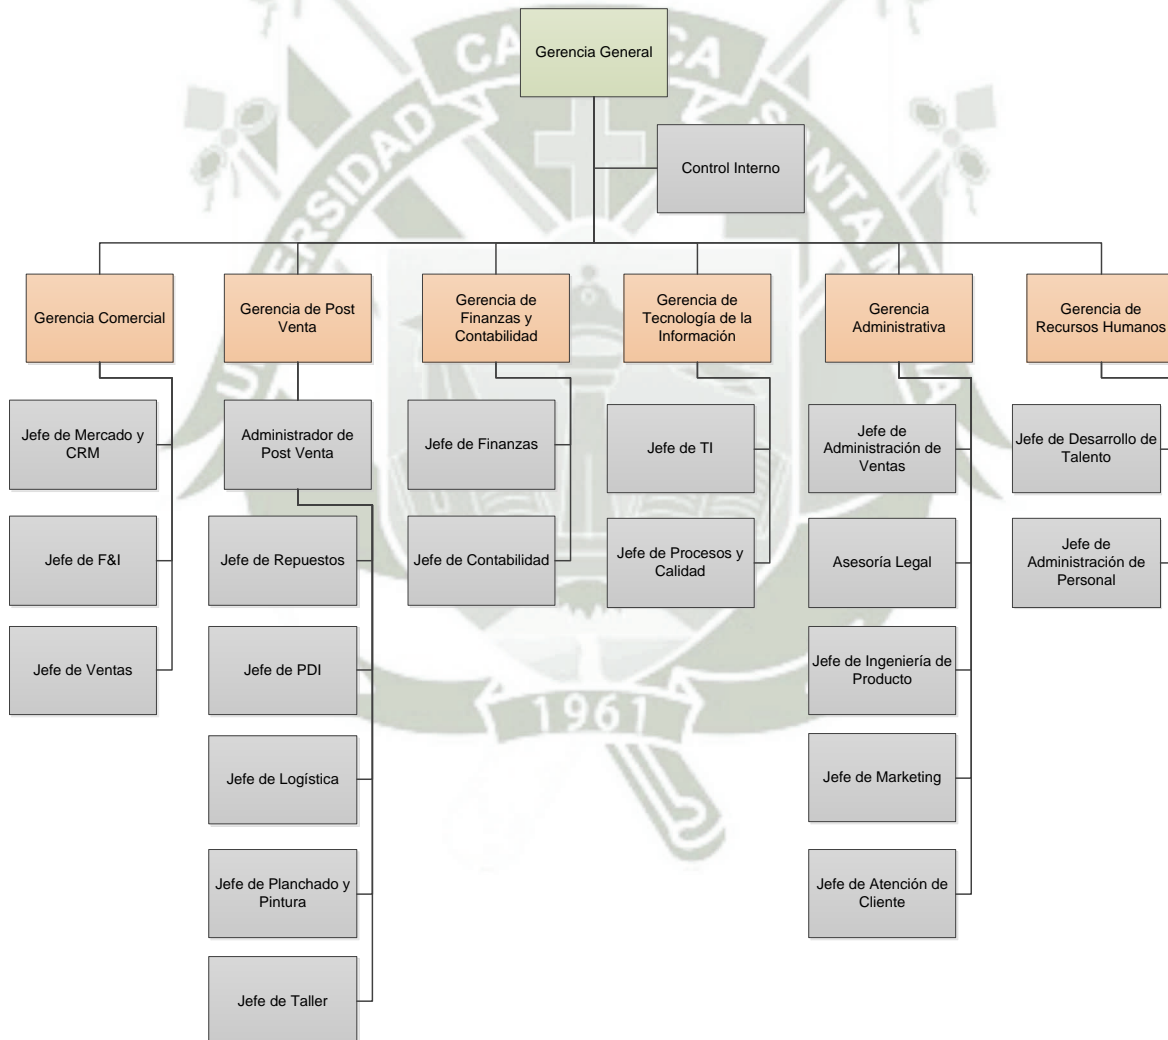 Gerencia General
Control Interno
Gerencia Comercial
Gerencia de Post
Venta
Gerencia de
Finanzas y
Contabilidad
Gerencia de
Tecnología de la
Información
Gerencia
Administrativa
Gerencia de
Recursos Humanos
Jefe de Mercado y
CRM
Jefe de F&I
Jefe de Ventas
Administrador de
Post Venta
Jefe de Repuestos
Jefe de PDI
Jefe de Logística
Jefe de Planchado y
Pintura
Jefe de Taller
Jefe de Finanzas
Jefe de Contabilidad
Jefe de TI
Jefe de Procesos y
Calidad
Jefe de
Administración de
Ventas
Asesoría Legal
Jefe de Ingeniería de
Producto
Jefe de Marketing
Jefe de Atención de
Cliente
Jefe de Desarrollo de
Talento
Jefe de
Administración de
Personal
1961